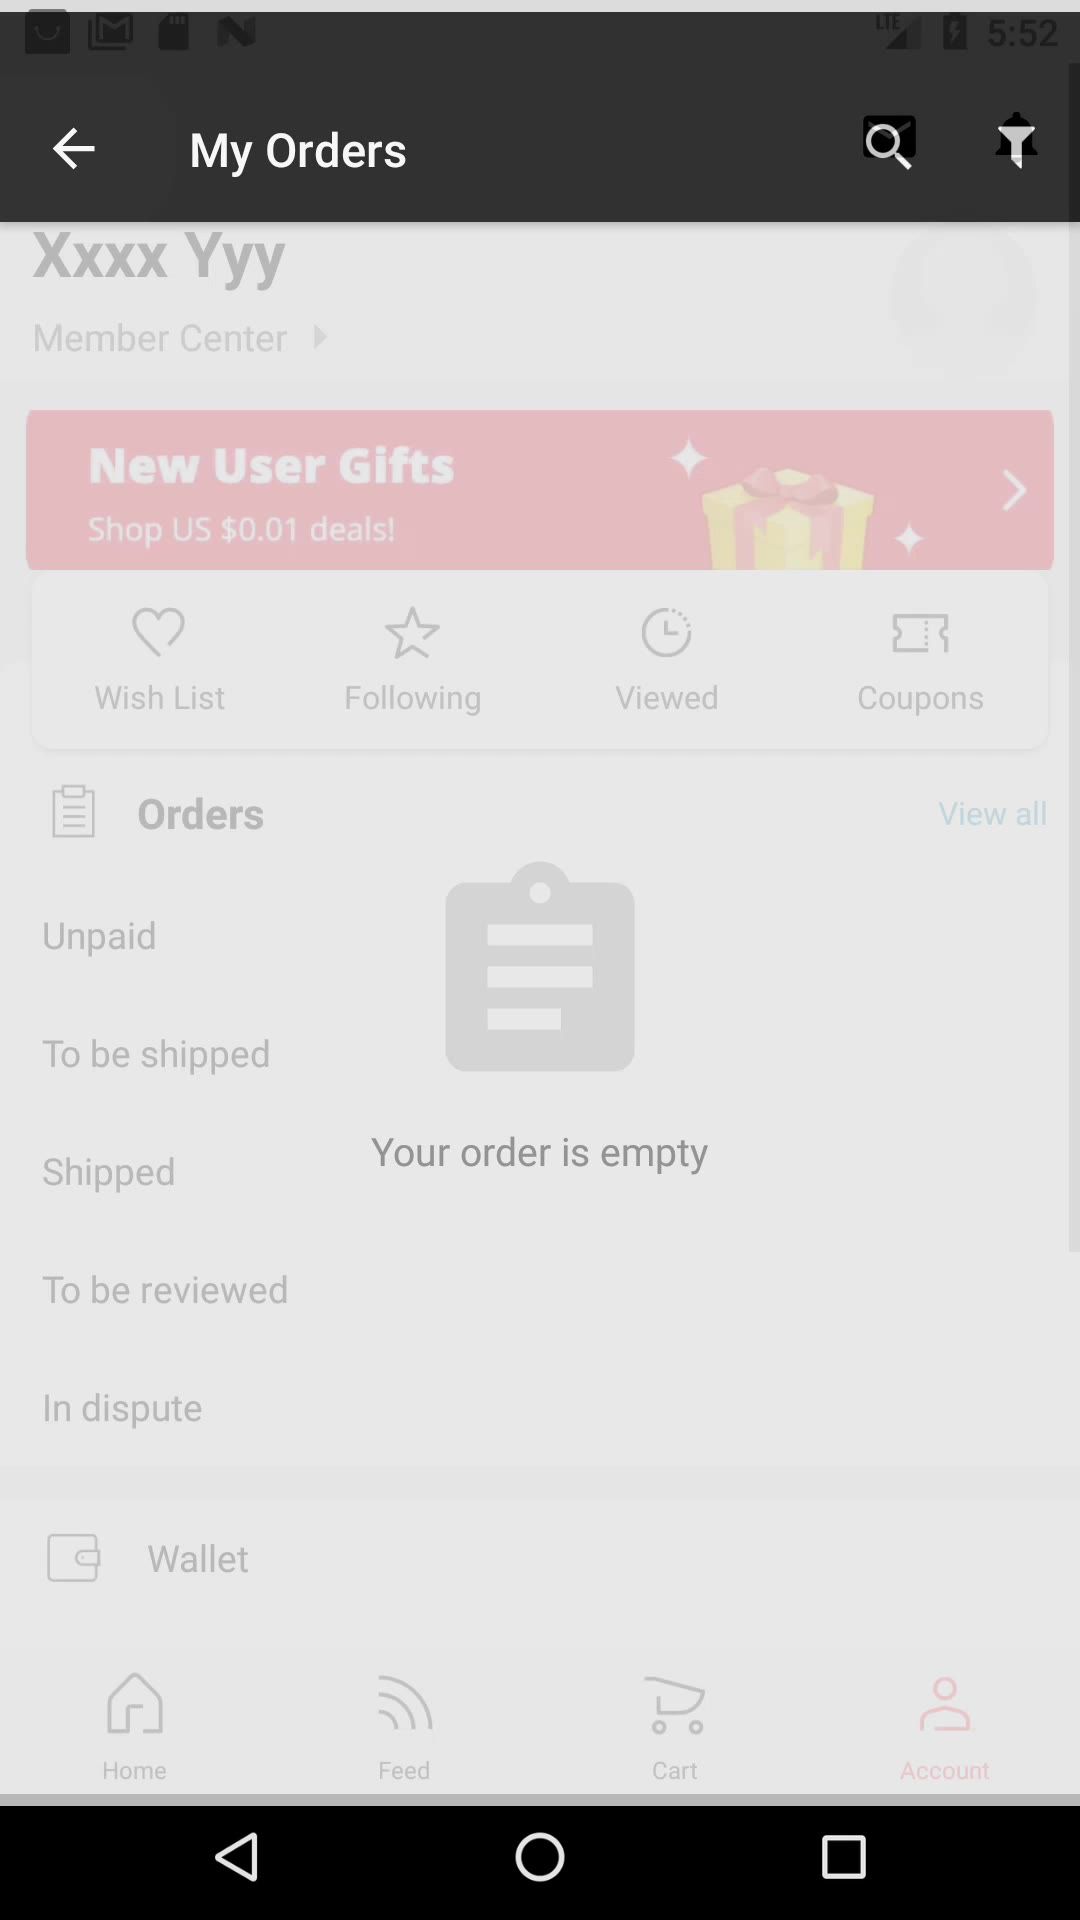 LTE 5:52
My Orders
Xxxx Yyy
Member Center
New User Gifts
Shop US $0.01 deals!
Wish List Following Viewed Coupons
Orders View all
Unpaid
To be shipped
Your order is empty
Shipped
To be reviewed
In dispute
Wallet
Home Feed Cart Account